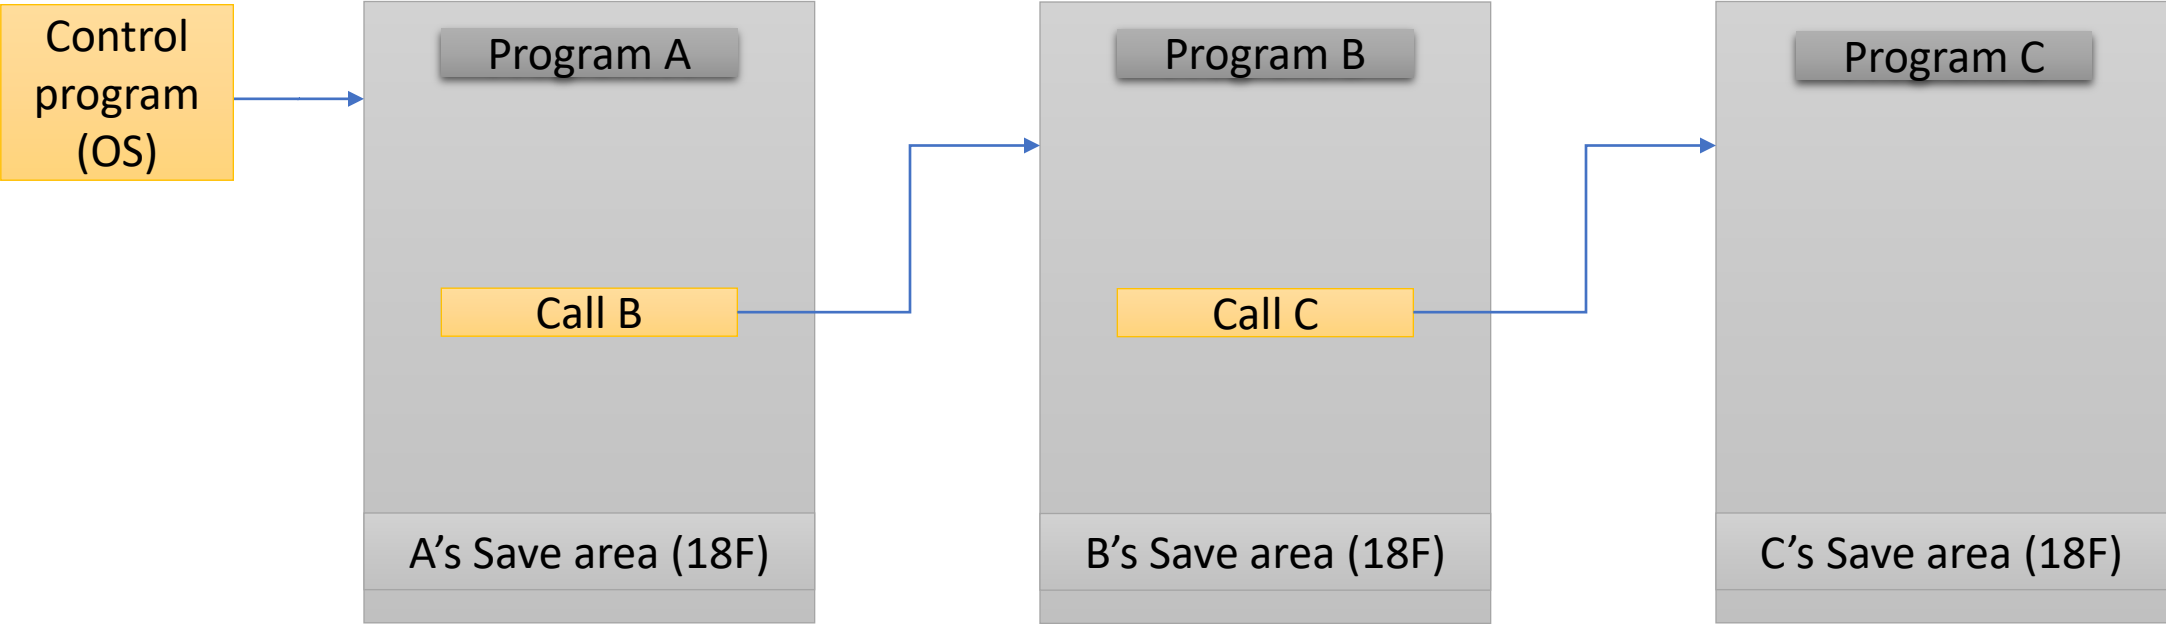 Control
program
(OS)
Program A
Call B
A’s Save area (18F)
Program B
Call C
B’s Save area (18F)
Program C
C’s Save area (18F)